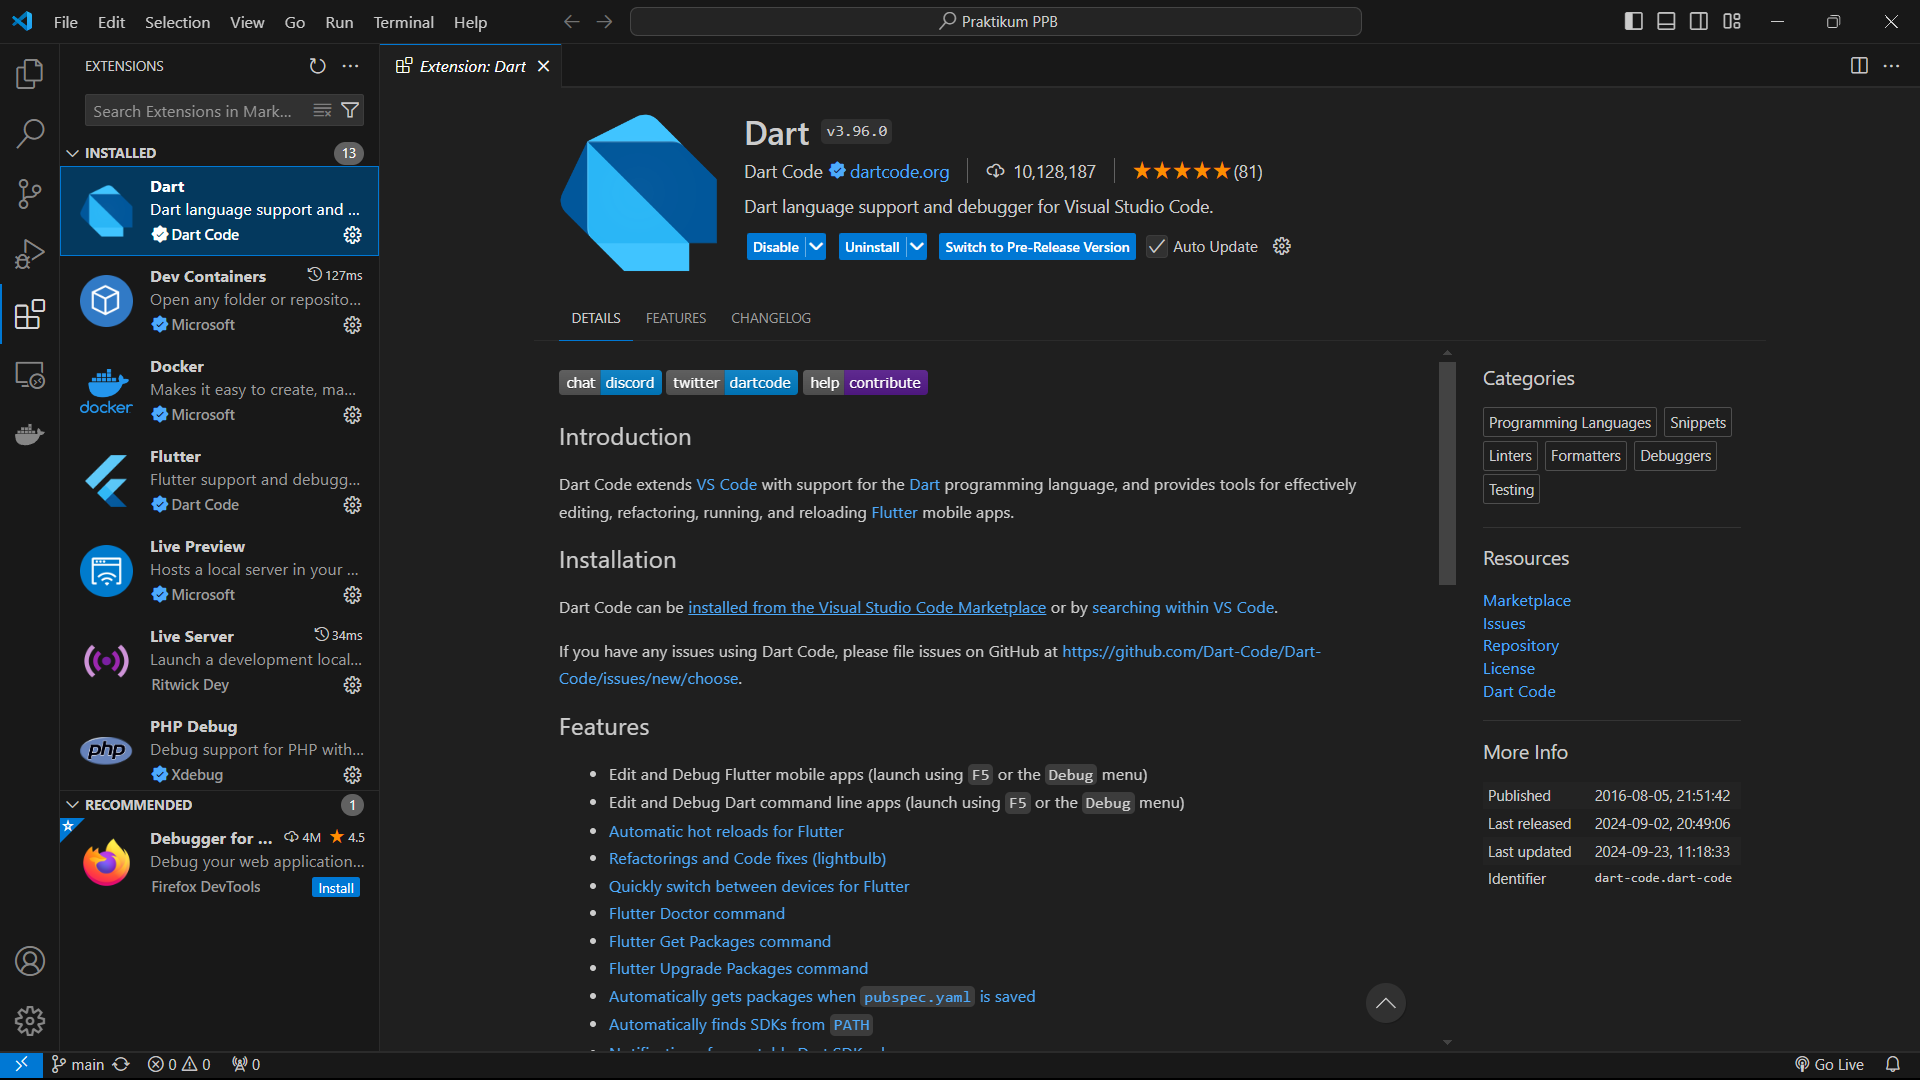 File Edit Selection View Go Run Terminal Help
Praktikum PPB
EXTENSIONS
Search Extensions in Mark...
INSTALLED 13
Dart
Dart language support and ...
Dart Code
Dev Containers 127ms
Open any folder or reposito...
Microsoft
Docker
Makes it easy to create, ma...
docker
Microsoft
Flutter
Flutter support and debugg...
Dart Code
Live Preview
Hosts a local server in your ...
Microsoft
Live Server 34ms
Launch a development local...
Ritwick Dey
PHP Debug
php
Debug support for PHP with...
Xdebug
RECOMMENDED 1
Debugger for ... 4M 4.5
Debug your web application...
Firefox DevTools Install
Extension: Dart
Dart v3.96.0
Dart Code dartcode.org 10,128,187 (81)
Dart language support and debugger for Visual Studio Code.
Disable Uninstall Switch to Pre-Release Version Auto Update
DETAILS FEATURES CHANGELOG
chat discord twitter dartcode help contribute
Introduction
Dart Code extends VS Code with support for the Dart programming language, and provides tools for effectively
editing, refactoring, running, and reloading Flutter mobile apps.
Installation
Dart Code can be installed from the Visual Studio Code Marketplace or by searching within VS Code.
If you have any issues using Dart Code, please file issues on GitHub at https://github.com/Dart-Code/Dart-
Code/issues/new/choose.
Features
• Edit and Debug Flutter mobile apps (launch using F5 or the Debug menu)
• Edit and Debug Dart command line apps (launch using F5 or the Debug menu)
• Automatic hot reloads for Flutter
• Refactorings and Code fixes (lightbulb)
• Quickly switch between devices for Flutter
• Flutter Doctor command
• Flutter Get Packages command
• Flutter Upgrade Packages command
• Automatically gets packages when pubspec.yaml is saved
• Automatically finds SDKs from PATH
Categories
Programming Languages Snippets
Linters Formatters Debuggers
Testing
Resources
Marketplace
Issues
Repository
License
Dart Code
More Info
Published 2016-08-05, 21:51:42
Last released 2024-09-02, 20:49:06
Last updated 2024-09-23, 11:18:33
Identifier dart-code.dart-code
main 0 0 0 Go Live